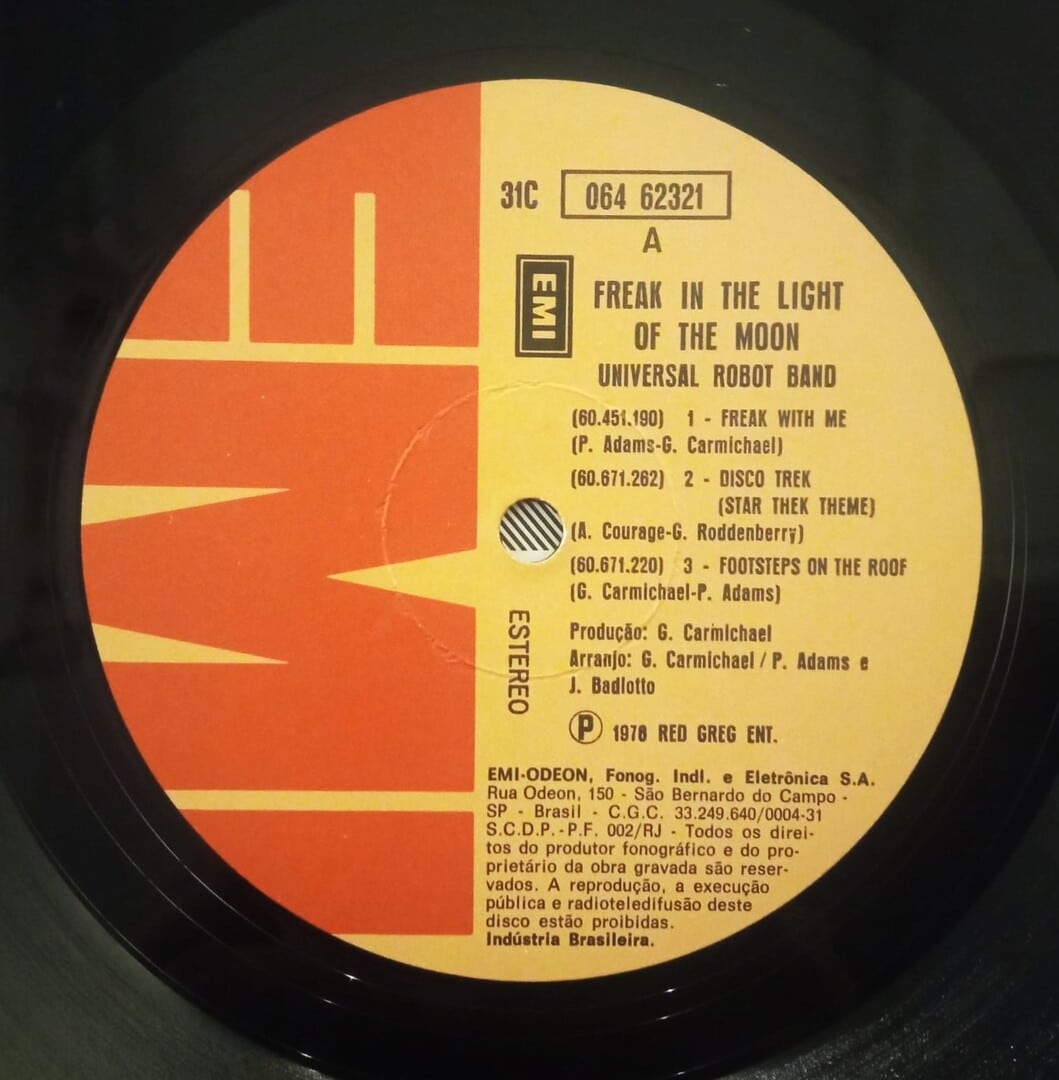 31C 064 62321
A
EMI
FREAK IN THE LIGHT
OF THE MOON
UNIVERSAL ROBOT BAND
(60.451.190) 1 - FREAK WITH ME
(P. Adams-G. Carmichael)
(60.671.262) 2 - DISCO TREK
(STAR THEK THEME)
(A. Courage-G. Roddenberry)
(60.671.220) 3 - FOOTSTEPS ON THE ROOF
(G. Carmichael-P. Adams)
ESTEREO
Produção: G. Carmichael
Arranjo: G. Carmichael / P. Adams e
J. Badlotto
Ⓟ 1978 RED GREG ENT.
EMI-ODEON, Fonog. Indl. e Eletrônica S.A.
Rua Odeon, 150 - São Bernardo do Campo -
SP - Brasil - C.G.C. 33.249.640/0004-31
S.C.D.P. - P.F. 002/RJ - Todos os direi-
tos do produtor fonográfico e do pro-
prietário da obra gravada são reser-
vados. A reprodução, a execução
pública e radioteledifusão deste
disco estão proibidas.
Indústria Brasileira.
EMI